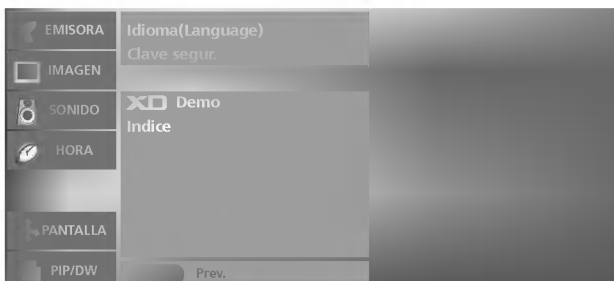 EMISORA
IMAGEN
SONIDO
HORA
PANTALLA
PIP/DW
Idioma(Language)
Clave segur.
XD Demo
Indice
Prev.